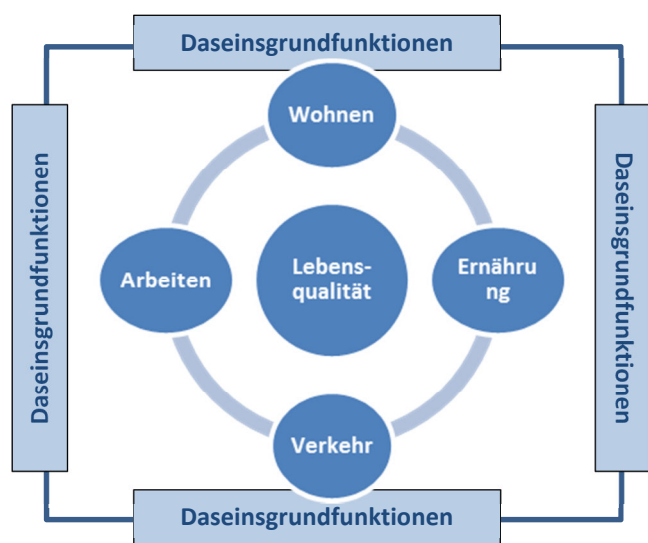 Daseinsgrundfunktionen
Wohnen
Daseinsgrundfunktionen
Arbeiten
Lebens-
qualität
Ernähru
ng
Daseinsgrundfunktionen
Verkehr
Daseinsgrundfunktionen